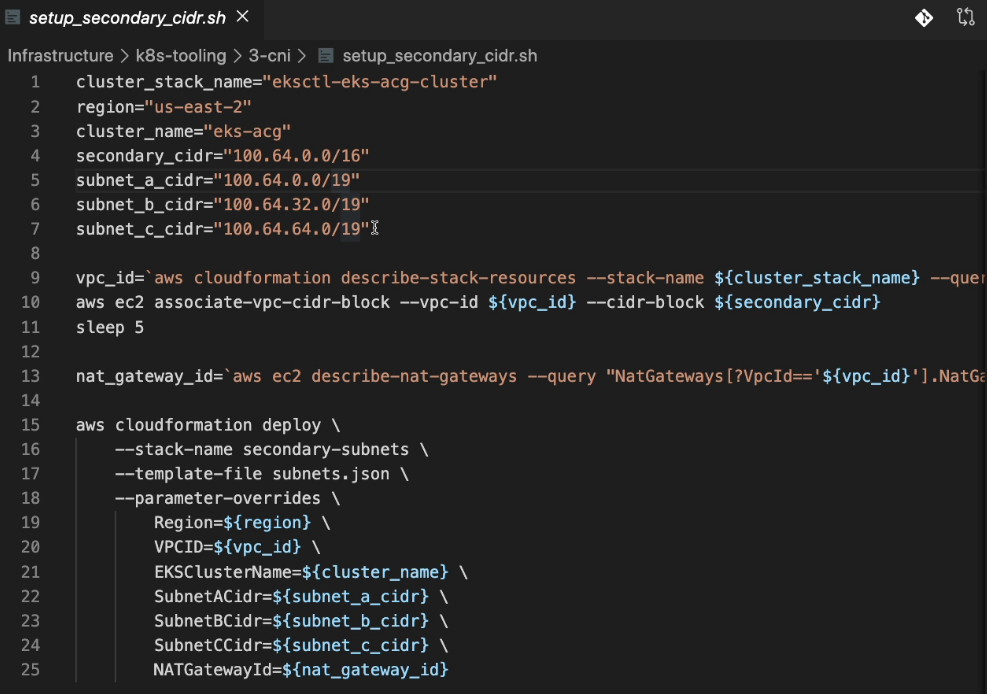 setup_secondary_cidr.sh
Infrastructure > k8s-tooling > 3-cni > setup_secondary_cidr.sh
1 cluster_stack_name="eksctl-eks-acg-cluster"
2 region="us-east-2"
3 cluster_name="eks-acg"
4 secondary_cidr="100.64.0.0/16"
5 subnet_a_cidr="100.64.0.0/19"
6 subnet_b_cidr="100.64.32.0/19"
7 subnet_c_cidr="100.64.64.0/19"
8
9 vpc_id=`aws cloudformation describe-stack-resources --stack-name ${cluster_stack_name} --quer
10 aws ec2 associate-vpc-cidr-block --vpc-id ${vpc_id} --cidr-block ${secondary_cidr}
11 sleep 5
12
13 nat_gateway_id=`aws ec2 describe-nat-gateways --query "NatGateways[?VpcId=='${vpc_id}'].NatGa
14
15 aws cloudformation deploy \
16 --stack-name secondary-subnets \
17 --template-file subnets.json \
18 --parameter-overrides \
19 Region=${region} \
20 VPCID=${vpc_id} \
21 EKSClusterName=${cluster_name} \
22 SubnetACidr=${subnet_a_cidr} \
23 SubnetBCidr=${subnet_b_cidr} \
24 SubnetCCidr=${subnet_c_cidr} \
25 NATGatewayId=${nat_gateway_id}